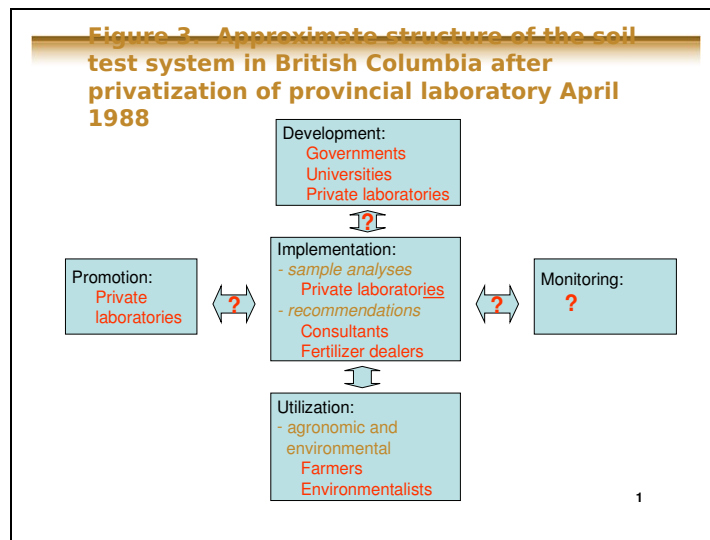 Figure 3. Approximate structure of the soil
test system in British Columbia after
privatization of provincial laboratory April
1988
Development:
Governments
Universities
Private laboratories
?
Promotion:
Private
laboratories
?
Implementation:
- sample analyses
Private laboratories
- recommendations
Consultants
Fertilizer dealers
?
Monitoring:
?
Utilization:
- agronomic and
environmental
Farmers
Environmentalists
1